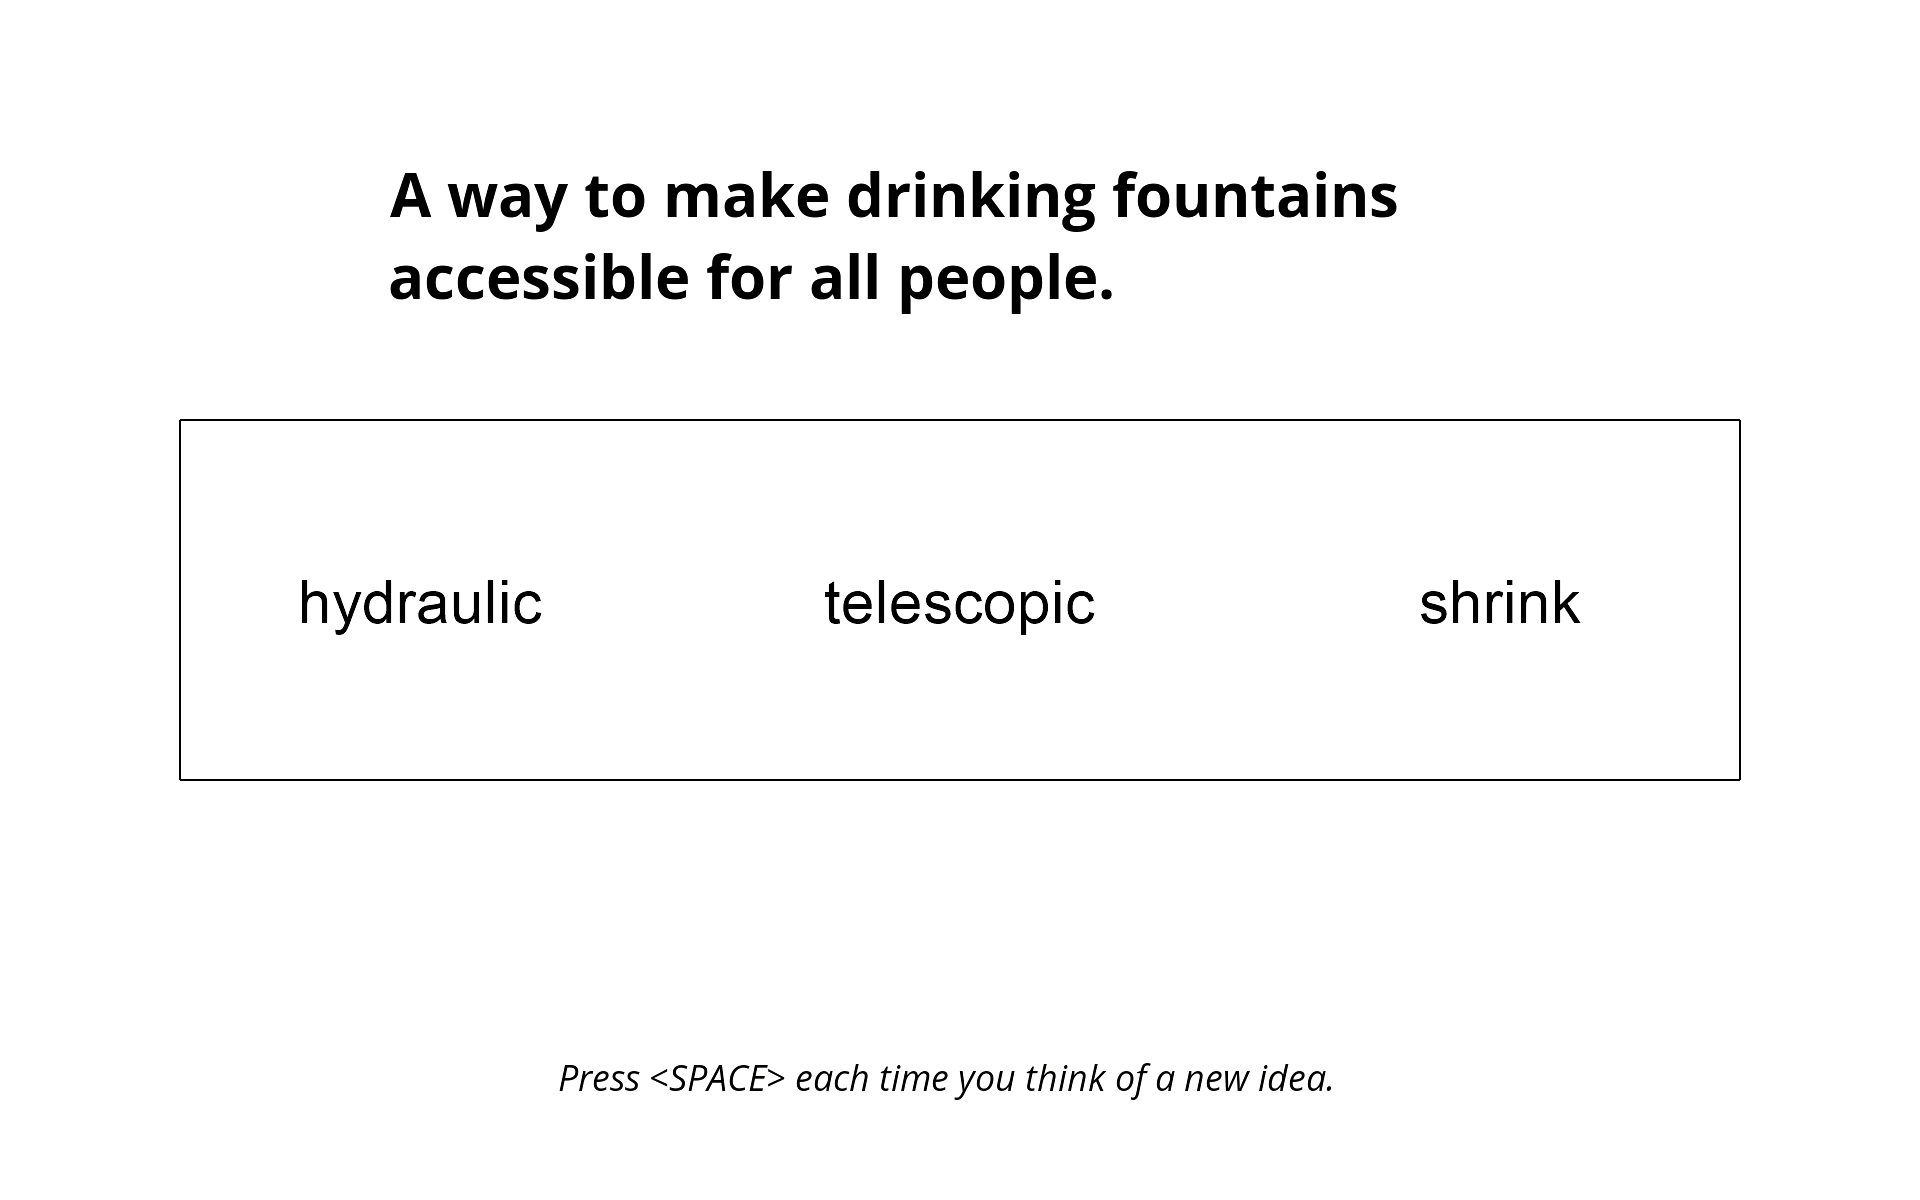 A way to make drinking fountains
accessible for all people.
hydraulic telescopic shrink
Press <SPACE> each time you think of a new idea.